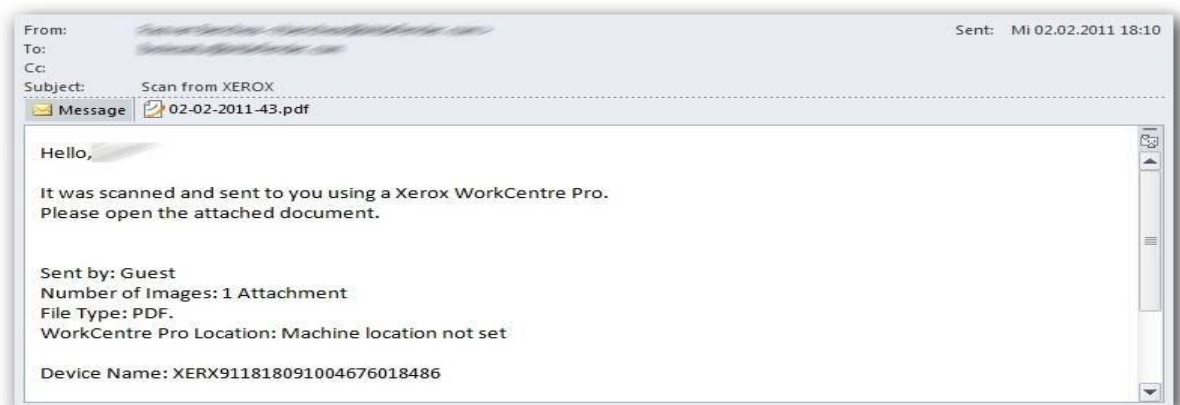 From:
Sent: Mi 02.02.2011 18:10
To:
Cc:
Subject: Scan from XEROX
Message 02-02-2011-43.pdf
Hello,
It was scanned and sent to you using a Xerox WorkCentre Pro.
Please open the attached document.
Sent by: Guest
Number of Images: 1 Attachment
File Type: PDF.
WorkCentre Pro Location: Machine location not set
Device Name: XERX911818091004676018486